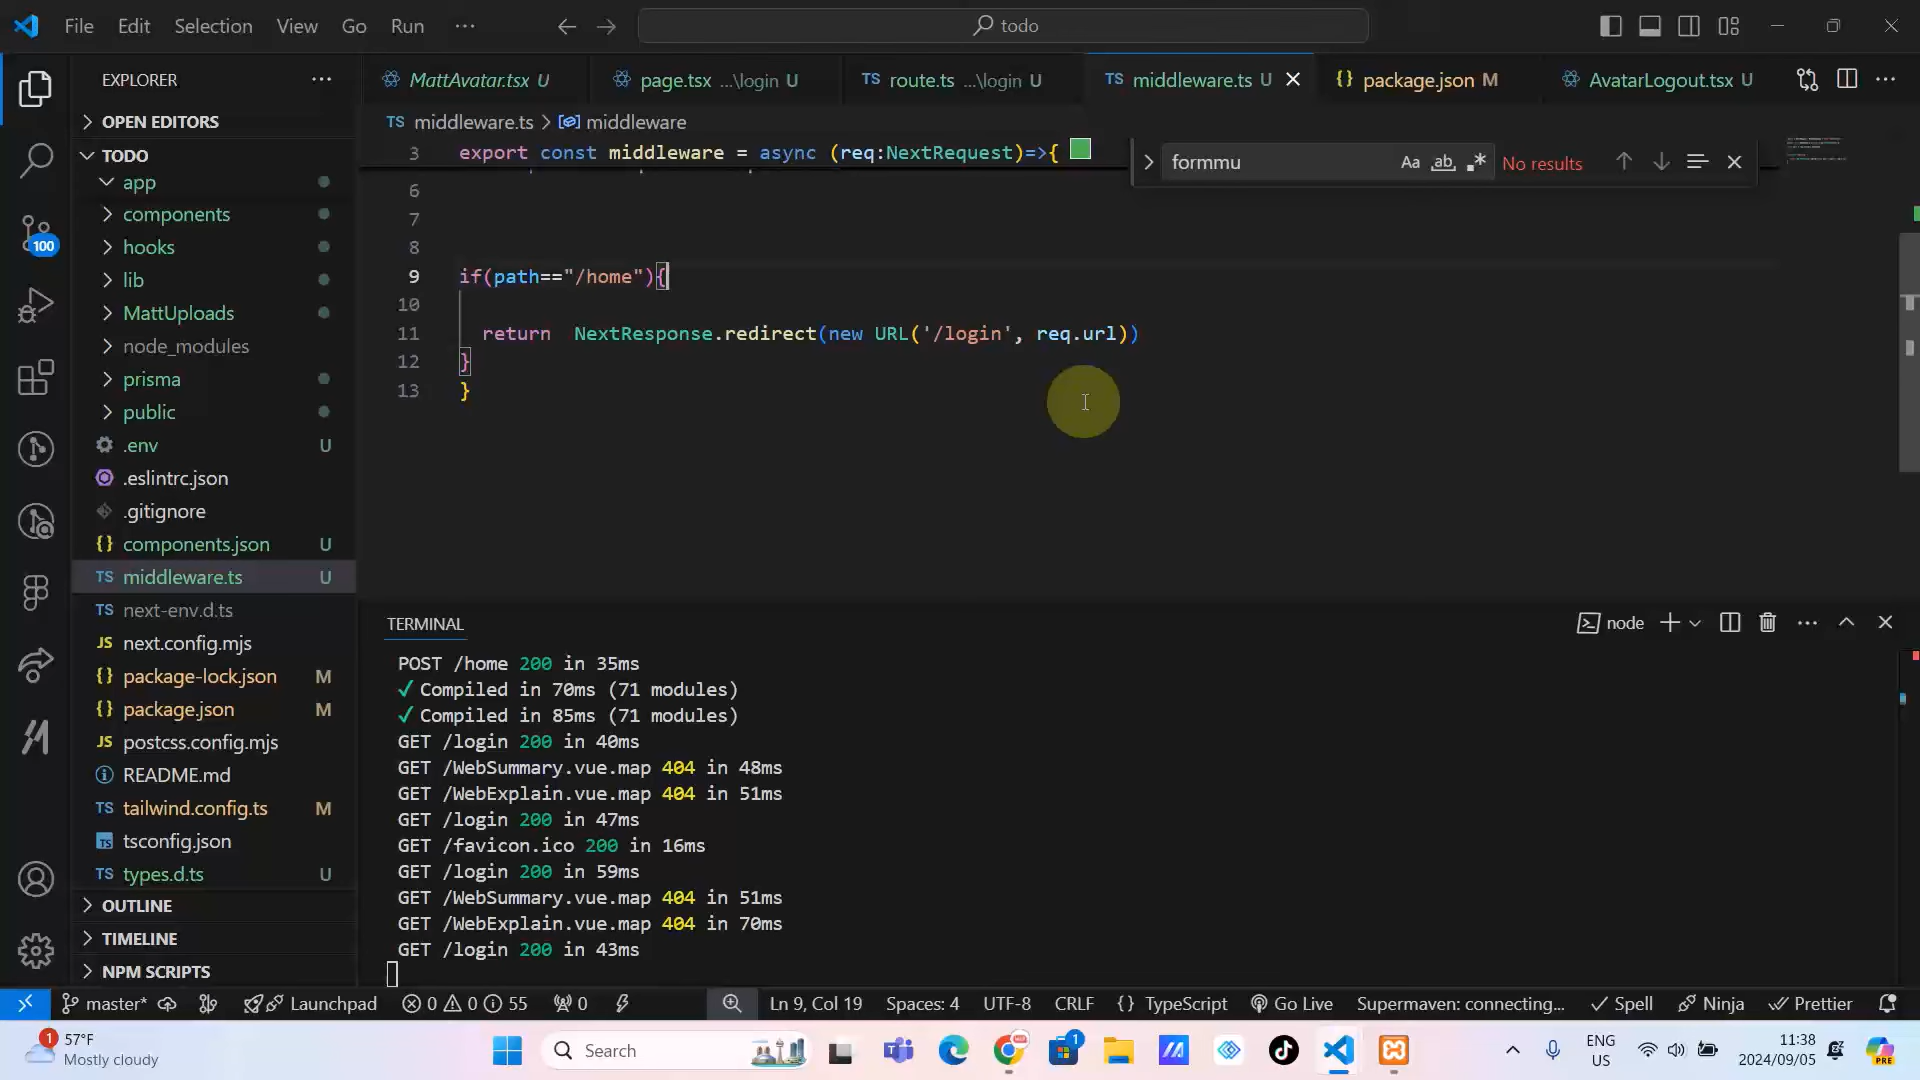 File Edit Selection View Go Run ··· todo
EXPLORER ···
OPEN EDITORS
TODO
app
components
hooks
lib
MattUploads
node_modules
prisma
public
.env U
.eslintrc.json
.gitignore
components.json U
middleware.ts U
next-env.d.ts
next.config.mjs
package-lock.json M
package.json M
postcss.config.mjs
README.md
tailwind.config.ts M
tsconfig.json
types.d.ts U
OUTLINE
TIMELINE
NPM SCRIPTS
100
MattAvatar.tsx U page.tsx ...\login U route.ts ...\login U middleware.ts U package.json M AvatarLogout.tsx U
middleware.ts > middleware
3 export const middleware = async (req:NextRequest)=>{
formmu Aa ab No results
6
7
8
9 if(path=="/home"){
10
11 return NextResponse.redirect(new URL('/login', req.url))
12 }
13 }
TERMINAL node
POST /home 200 in 35ms
✓ Compiled in 70ms (71 modules)
✓ Compiled in 85ms (71 modules)
GET /login 200 in 40ms
GET /WebSummary.vue.map 404 in 48ms
GET /WebExplain.vue.map 404 in 51ms
GET /login 200 in 47ms
GET /favicon.ico 200 in 16ms
GET /login 200 in 59ms
GET /WebSummary.vue.map 404 in 51ms
GET /WebExplain.vue.map 404 in 70ms
GET /login 200 in 43ms
master* Launchpad 0 0 55 0 Ln 9, Col 19 Spaces: 4 UTF-8 CRLF {} TypeScript Go Live Supermaven: connecting... Spell Ninja Prettier
1 57°F
Mostly cloudy
Search
1
ENG
US
11:38
2024/09/05
PRE